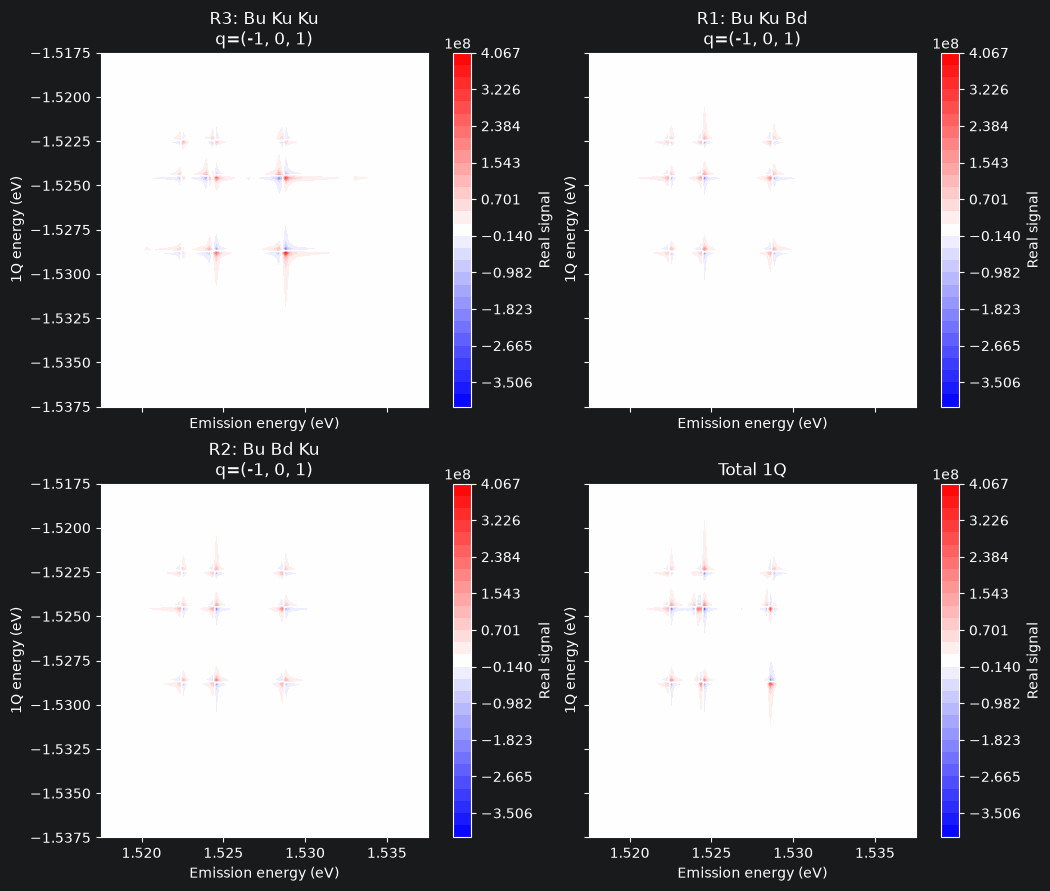 R3: Bu Ku Ku
q=(-1, 0, 1)
1e8
−1.5175
−1.5200
−1.5225
−1.5250
−1.5275
−1.5300
−1.5325
−1.5350
−1.5375
1Q energy (eV)
Emission energy (eV)
4.067
3.226
2.384
1.543
0.701
−0.140
−0.982
−1.823
−2.665
−3.506
Real signal
R1: Bu Ku Bd
q=(-1, 0, 1)
1e8
1Q energy (eV)
Emission energy (eV)
4.067
3.226
2.384
1.543
0.701
−0.140
−0.982
−1.823
−2.665
−3.506
Real signal
R2: Bu Bd Ku
q=(-1, 0, 1)
1e8
−1.5175
−1.5200
−1.5225
−1.5250
−1.5275
−1.5300
−1.5325
−1.5350
−1.5375
1Q energy (eV)
1.520 1.525 1.530 1.535
Emission energy (eV)
4.067
3.226
2.384
1.543
0.701
−0.140
−0.982
−1.823
−2.665
−3.506
Real signal
Total 1Q
1e8
1Q energy (eV)
1.520 1.525 1.530 1.535
Emission energy (eV)
4.067
3.226
2.384
1.543
0.701
−0.140
−0.982
−1.823
−2.665
−3.506
Real signal